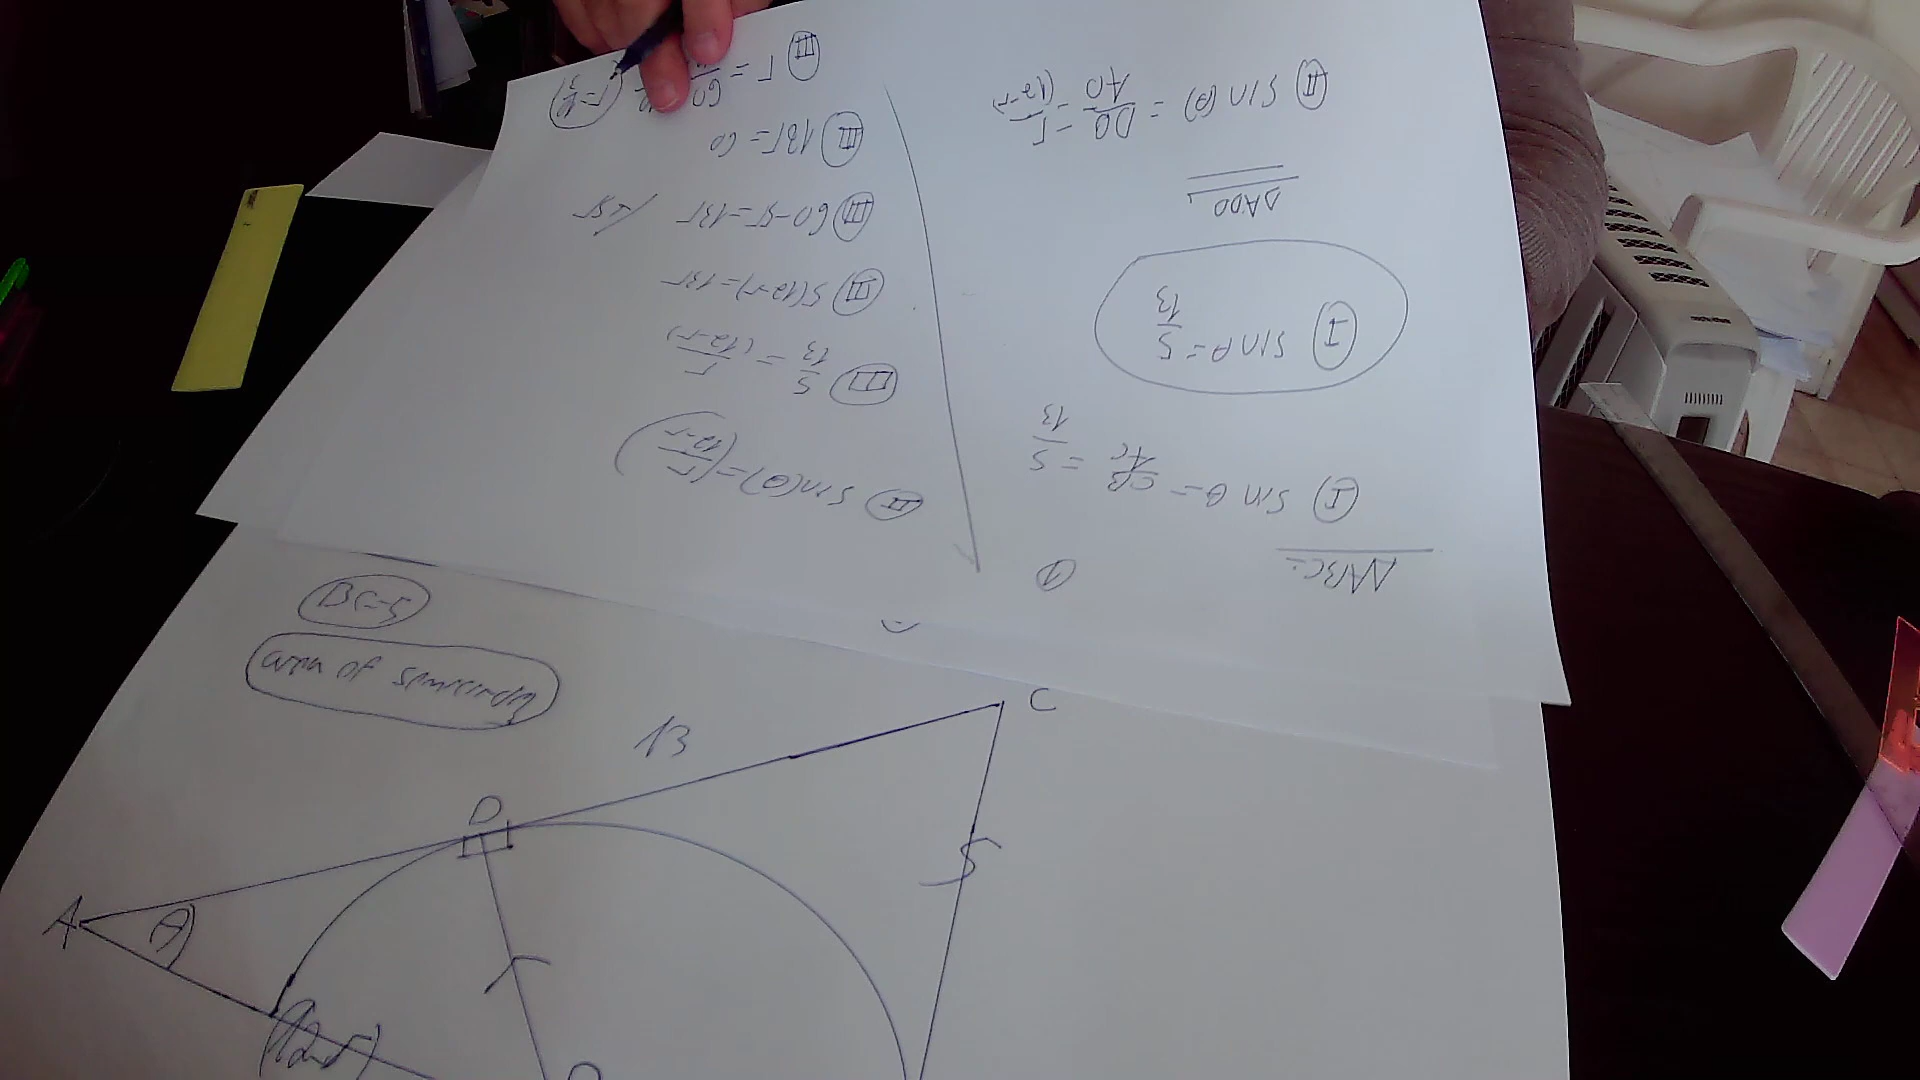 ΔABC:
①
Ⓘ sin θ = CB/AC = 5/13
Ⓘ sin θ = 5/13
ΔADO
Ⓘⓘ sin(θ) = DO/AO = r/(12-r)
Ⓘⓘ sin(θ) = (r/12-r)
Ⓘⓘⓘ 5/13 = r/(12-r)
Ⓘⓘⓘ 5(12-r) = 13r
Ⓘⓘⓘ 60-5r = 13r /+5r
Ⓘⓘⓘ 18r = 60
Ⓘⓘⓘ r = 60
BC=5
area of
13
C
D
5
A
θ
r
(12-r)